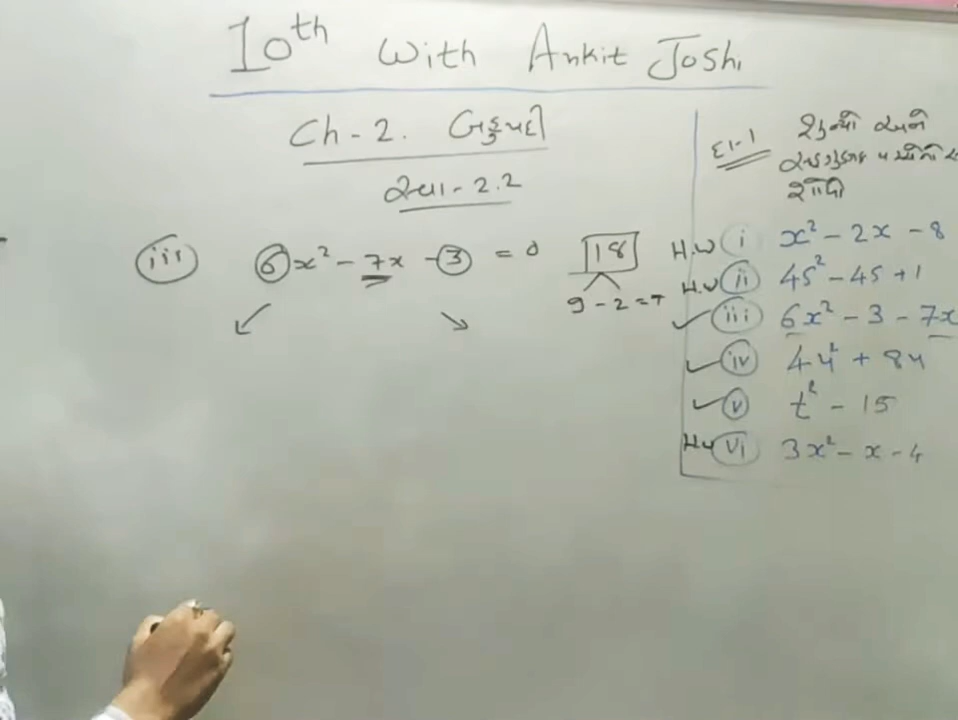 10th with Ankit Joshi
Ch-2. બહુપદી
સ્વા-2.2
iii 6x² - 7x - 3 = 0
18
9 - 2 = 7
દા-1 શૂન્યો અને
શોધો
H.W i x² - 2x - 8
H.W ii 4s² - 4s + 1
✓ iii 6x² - 3 - 7x
✓ iv 4u² + 8u
✓ v t² - 15
H.W vi 3x² - x - 4